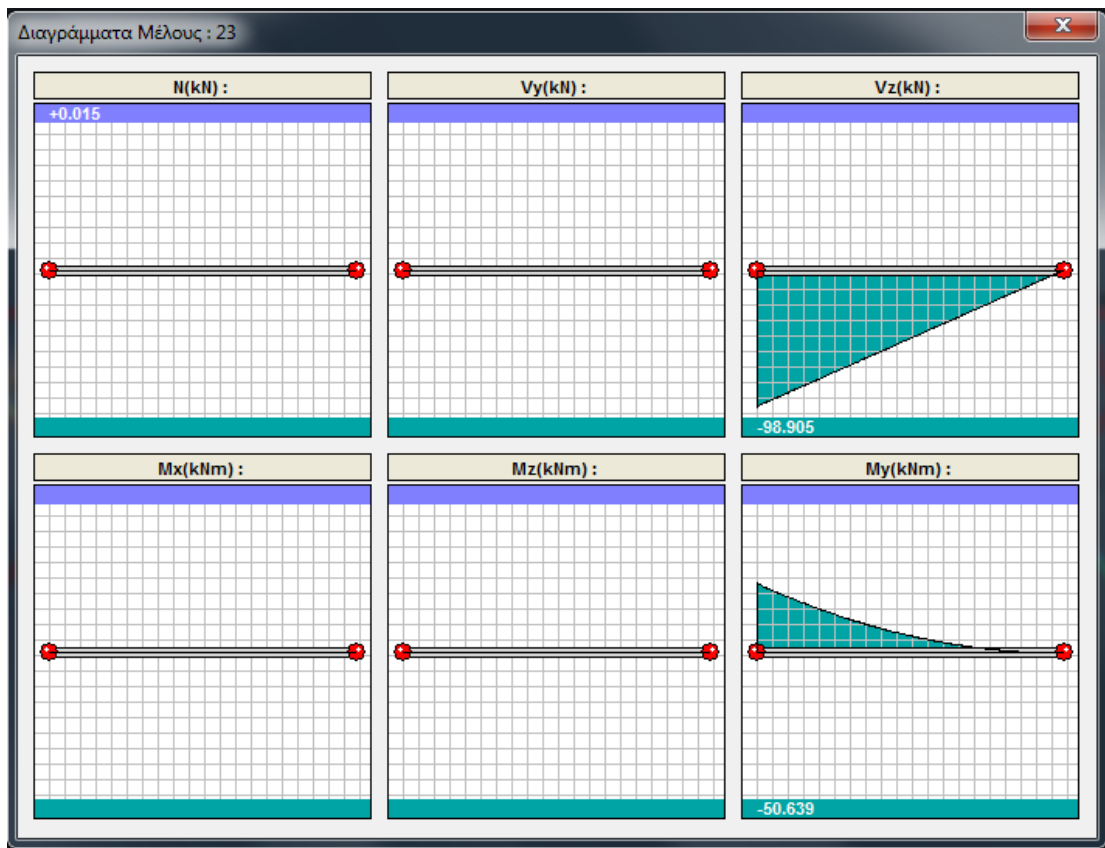 Διαγράμματα Μέλους : 23
N(kN) :
Vy(kN) :
Vz(kN) :
+0.015
-98.905
Mx(kNm) :
Mz(kNm) :
My(kNm) :
-50.639